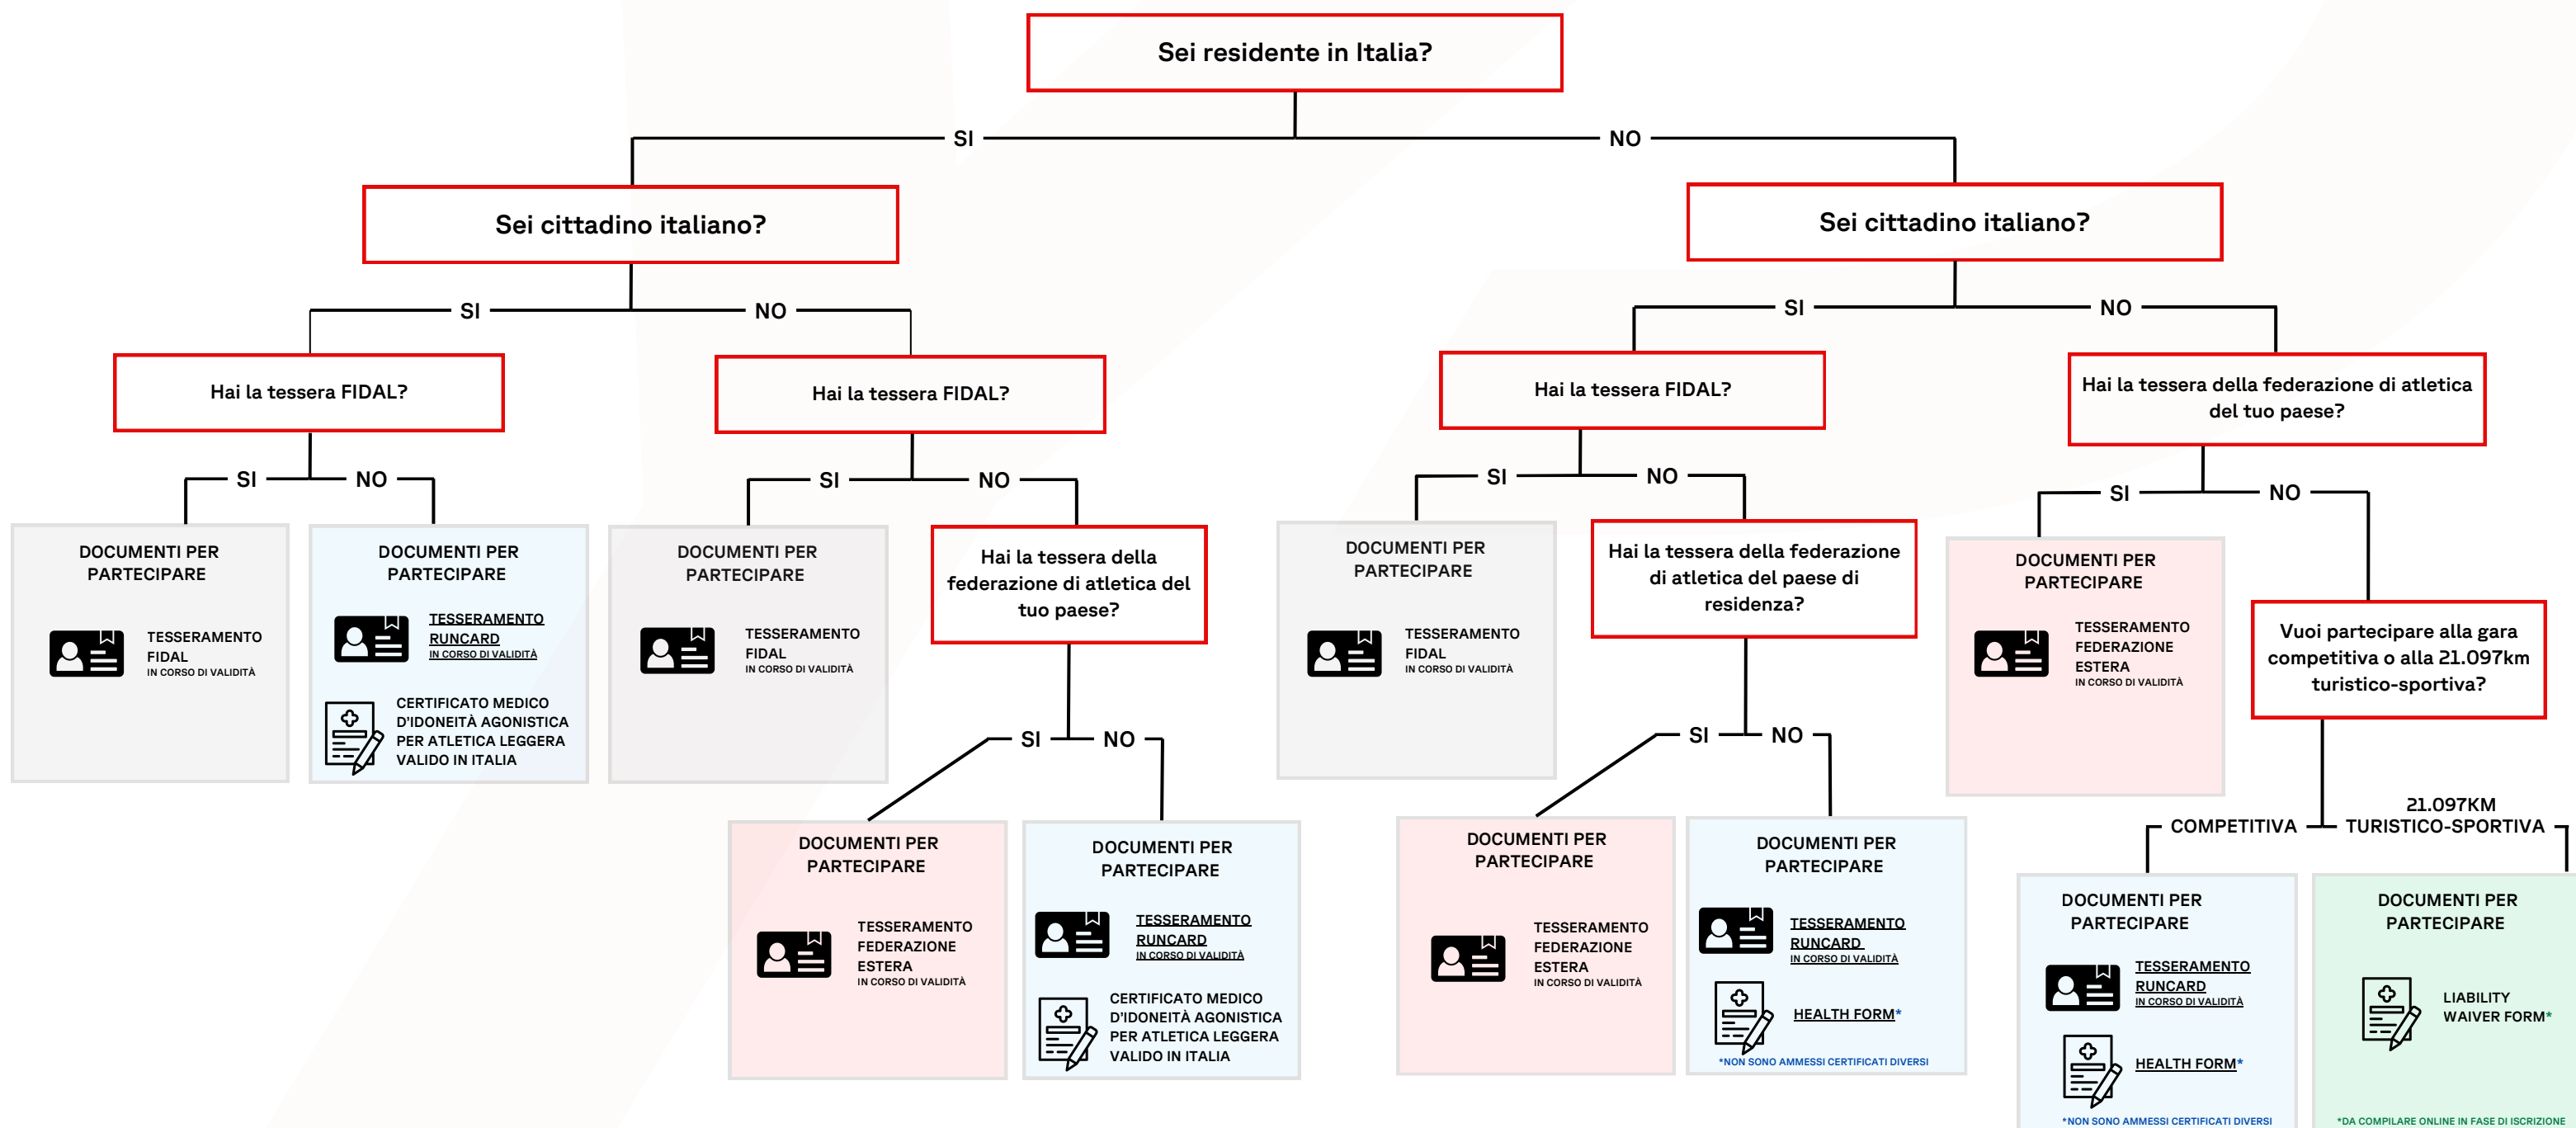 Sei residente in Italia?
SI
NO
Sei cittadino italiano?
Sei cittadino italiano?
SI
NO
SI
NO
Hai la tessera FIDAL?
Hai la tessera FIDAL?
Hai la tessera FIDAL?
Hai la tessera della federazione di atletica
del tuo paese?
SI
NO
SI
NO
SI
NO
SI
NO
DOCUMENTI PER
PARTECIPARE
TESSERAMENTO
FIDAL
IN CORSO DI VALIDITÀ
DOCUMENTI PER
PARTECIPARE
TESSERAMENTO
RUNCARD
IN CORSO DI VALIDITÀ
CERTIFICATO MEDICO
D'IDONEITÀ AGONISTICA
PER ATLETICA LEGGERA
VALIDO IN ITALIA
DOCUMENTI PER
PARTECIPARE
TESSERAMENTO
FIDAL
IN CORSO DI VALIDITÀ
Hai la tessera della
federazione di atletica del
tuo paese?
SI
NO
DOCUMENTI PER
PARTECIPARE
TESSERAMENTO
FEDERAZIONE
ESTERA
IN CORSO DI VALIDITÀ
DOCUMENTI PER
PARTECIPARE
TESSERAMENTO
RUNCARD
IN CORSO DI VALIDITÀ
CERTIFICATO MEDICO
D'IDONEITÀ AGONISTICA
PER ATLETICA LEGGERA
VALIDO IN ITALIA
DOCUMENTI PER
PARTECIPARE
TESSERAMENTO
FIDAL
IN CORSO DI VALIDITÀ
Hai la tessera della federazione
di atletica del paese di
residenza?
SI
NO
DOCUMENTI PER
PARTECIPARE
TESSERAMENTO
FEDERAZIONE
ESTERA
IN CORSO DI VALIDITÀ
DOCUMENTI PER
PARTECIPARE
TESSERAMENTO
RUNCARD
IN CORSO DI VALIDITÀ
HEALTH FORM*
*NON SONO AMMESSI CERTIFICATI DIVERSI
DOCUMENTI PER
PARTECIPARE
TESSERAMENTO
FEDERAZIONE
ESTERA
IN CORSO DI VALIDITÀ
Vuoi partecipare alla gara
competitiva o alla 21.097km
turistico-sportiva?
COMPETITIVA
21.097KM
TURISTICO-SPORTIVA
DOCUMENTI PER
PARTECIPARE
TESSERAMENTO
RUNCARD
IN CORSO DI VALIDITÀ
HEALTH FORM*
*NON SONO AMMESSI CERTIFICATI DIVERSI
DOCUMENTI PER
PARTECIPARE
LIABILITY
WAIVER FORM*
*DA COMPILARE ONLINE IN FASE DI ISCRIZIONE